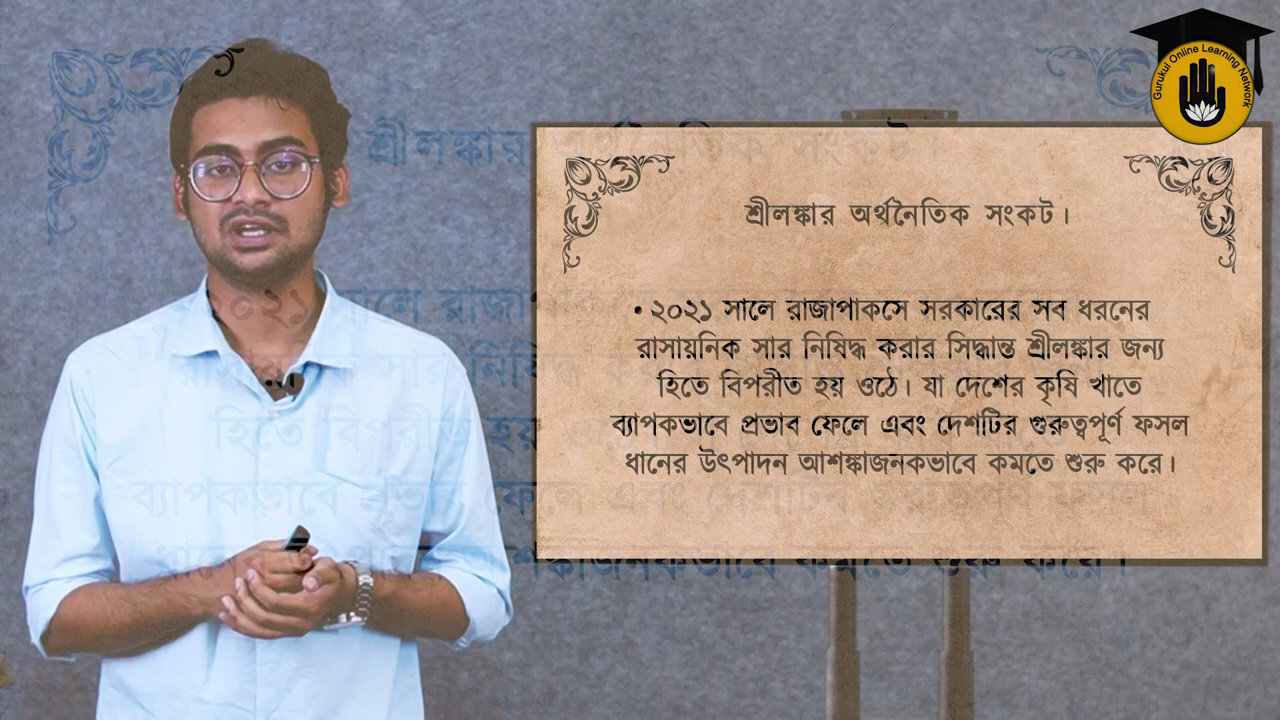 Gurukul Online Learning Network
শ্রীলঙ্কার অর্থনৈতিক সংকট।
• ২০২১ সালে রাজাপাকসে সরকারের সব ধরনের
রাসায়নিক সার নিষিদ্ধ করার সিদ্ধান্ত শ্রীলঙ্কার জন্য
হিতে বিপরীত হয় ওঠে। যা দেশের কৃষি খাতে
ব্যাপকভাবে প্রভাব ফেলে এবং দেশটির গুরুত্বপূর্ণ ফসল
ধানের উৎপাদন আশঙ্কাজনকভাবে কমতে শুরু করে।